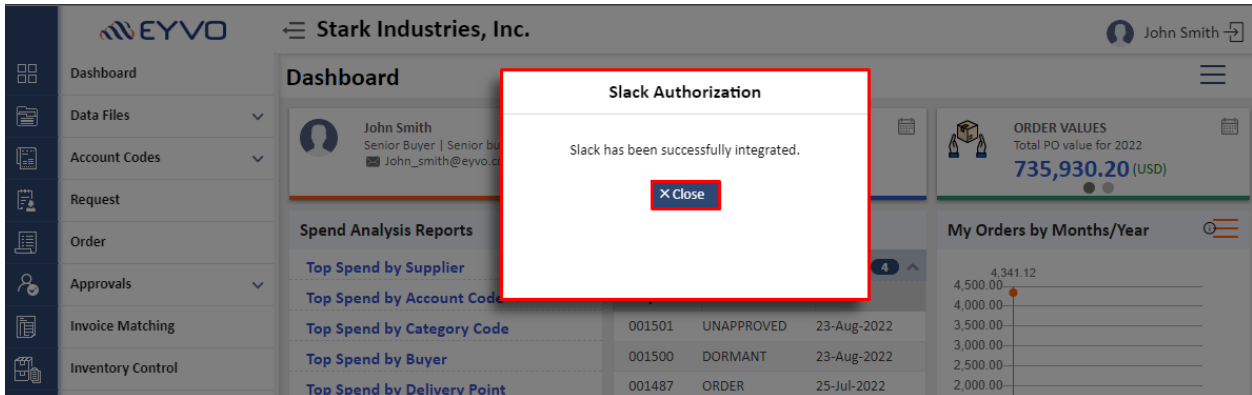 EYVO
Stark Industries, Inc.
John Smith
Dashboard
Data Files
Account Codes
Request
Order
Approvals
Invoice Matching
Inventory Control
Dashboard
John Smith
Senior Buyer | Senior bu
John_smith@eyvo.c
ORDER VALUES
Total PO value for 2022
735,930.20 (USD)
Slack Authorization
Slack has been successfully integrated.
× Close
Spend Analysis Reports
Top Spend by Supplier
Top Spend by Account Code
Top Spend by Category Code
Top Spend by Buyer
Top Spend by Delivery Point
4
001501 UNAPPROVED 23-Aug-2022
001500 DORMANT 23-Aug-2022
001487 ORDER 25-Jul-2022
My Orders by Months/Year
4,341.12
4,500.00
4,000.00
3,500.00
3,000.00
2,500.00
2,000.00